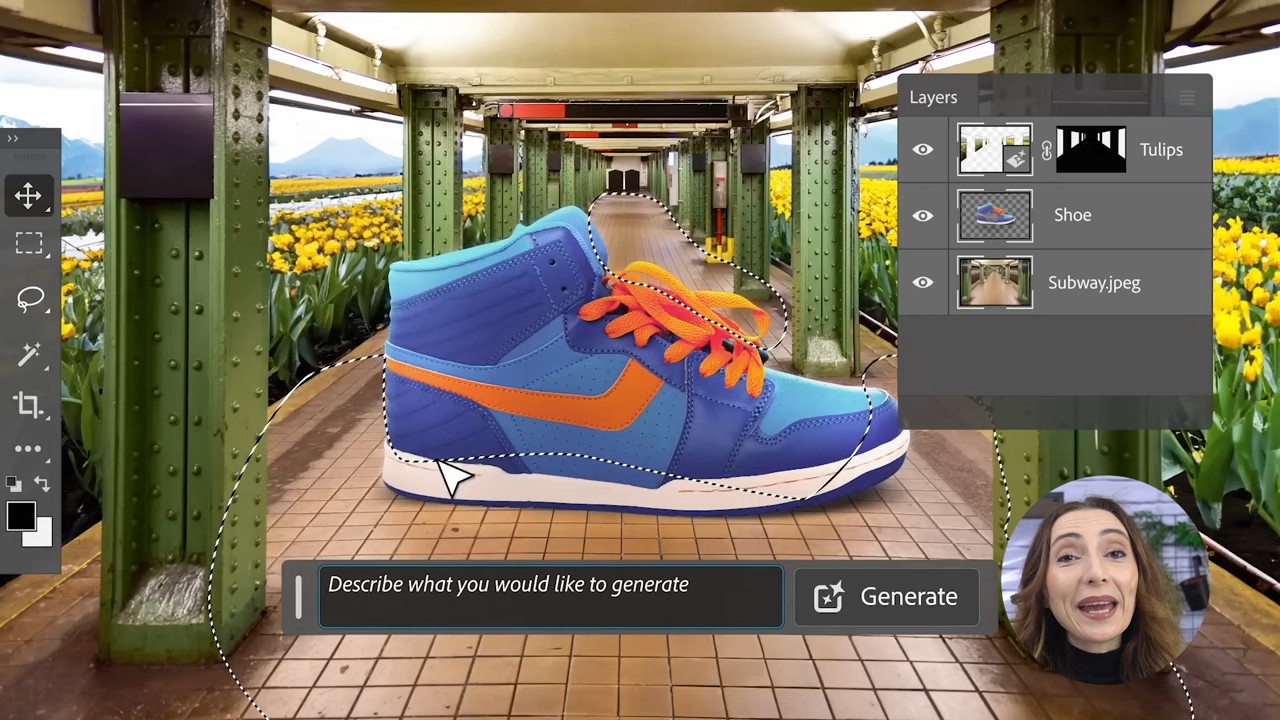 Layers
Tulips
Shoe
Subway.jpeg
Describe what you would like to generate
Generate